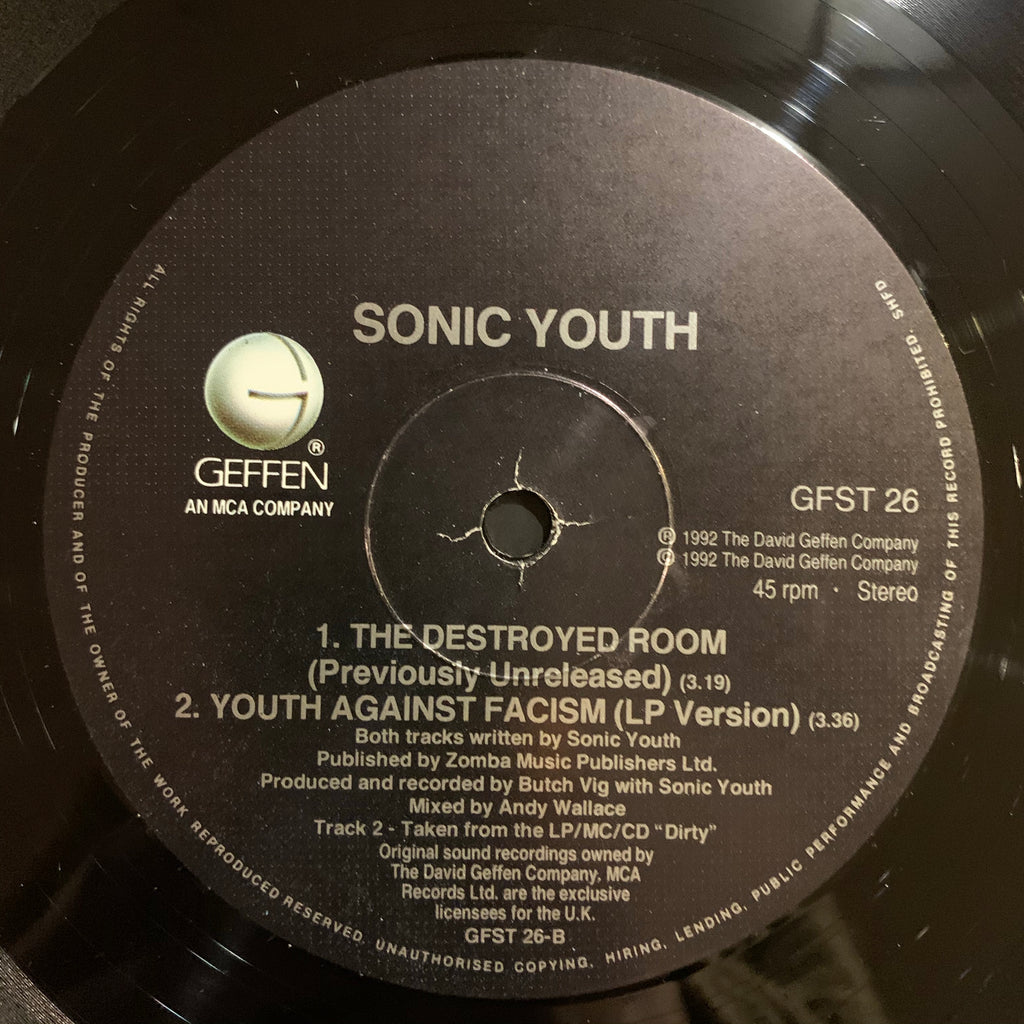 SONIC YOUTH
GEFFEN ®
AN MCA COMPANY
GFST 26
℗ 1992 The David Geffen Company
© 1992 The David Geffen Company
45 rpm · Stereo
1. THE DESTROYED ROOM
(Previously Unreleased) (3.19)
2. YOUTH AGAINST FACISM (LP Version) (3.36)
Both tracks written by Sonic Youth
Published by Zomba Music Publishers Ltd.
Produced and recorded by Butch Vig with Sonic Youth
Mixed by Andy Wallace
Track 2 - Taken from the LP/MC/CD "Dirty"
Original sound recordings owned by
The David Geffen Company. MCA
Records Ltd. are the exclusive
licensees for the U.K.
GFST 26-B
ALL RIGHTS OF THE PRODUCER AND OF THE OWNER OF THE WORK REPRODUCED RESERVED. UNAUTHORISED COPYING, HIRING, LENDING, PUBLIC PERFORMANCE AND BROADCASTING OF THIS RECORD PROHIBITED. SHFD